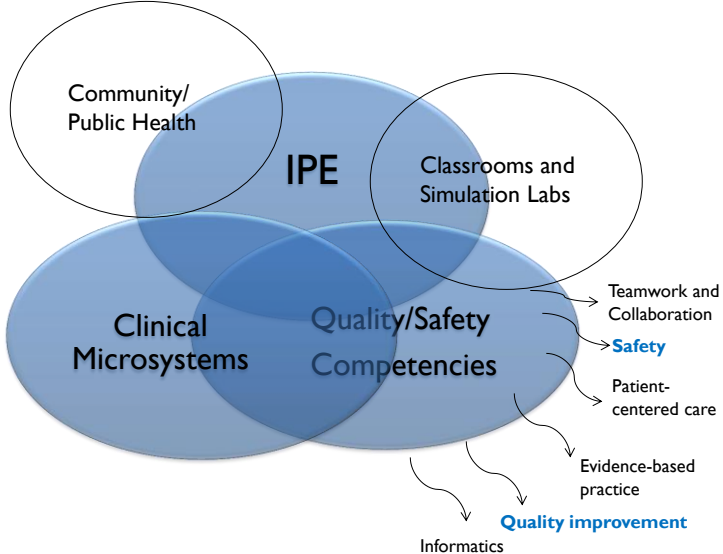 Community/
Public Health
IPE
Classrooms and
Simulation Labs
Clinical
Microsystems
Quality/Safety
Competencies
Teamwork and
Collaboration
Safety
Patient-
centered care
Evidence-based
practice
Quality improvement
Informatics